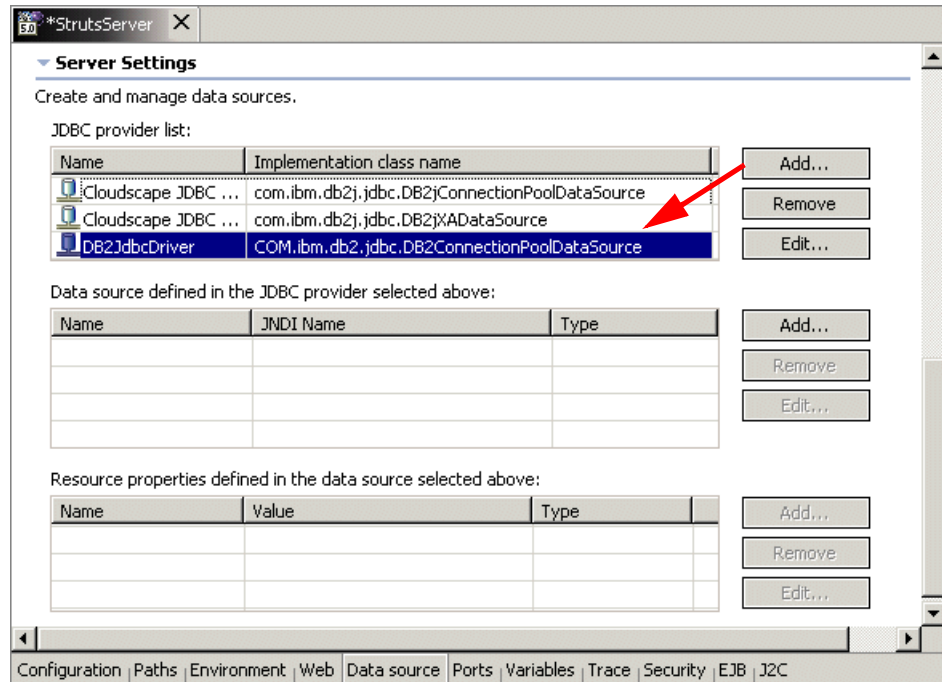 5.0 *StrutsServer X
Server Settings
Create and manage data sources.
JDBC provider list:
Name Implementation class name
Cloudscape JDBC ... com.ibm.db2j.jdbc.DB2jConnectionPoolDataSource
Cloudscape JDBC ... com.ibm.db2j.jdbc.DB2jXADataSource
DB2JdbcDriver COM.ibm.db2.jdbc.DB2ConnectionPoolDataSource
Add...
Remove
Edit...
Data source defined in the JDBC provider selected above:
Name JNDI Name Type
Add...
Remove
Edit...
Resource properties defined in the data source selected above:
Name Value Type
Add...
Remove
Edit...
Configuration Paths Environment Web Data source Ports Variables Trace Security EJB J2C